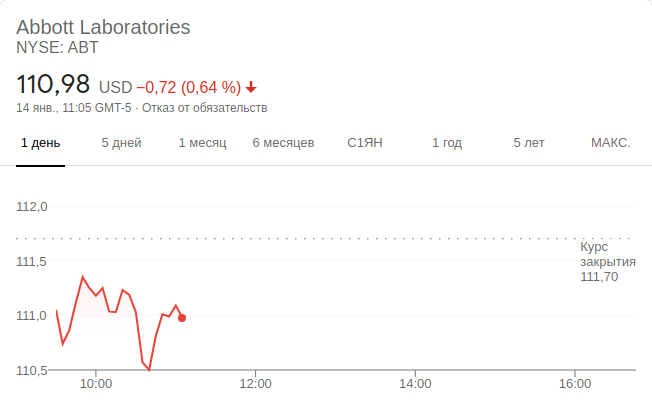 Abbott Laboratories
NYSE: ABT
110,98 USD −0,72 (0,64 %)
14 янв., 11:05 GMT-5 · Отказ от обязательств
1 день 5 дней 1 месяц 6 месяцев С1ЯН 1 год 5 лет МАКС.
112,0
Курс
закрытия
111,5
111,70
111,0
110,5
10:00 12:00 14:00 16:00